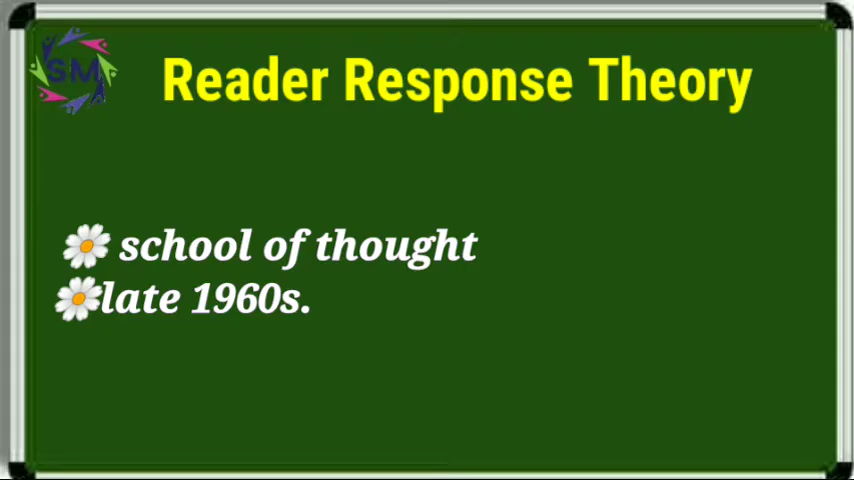 SM
Reader Response Theory
school of thought
late 1960s.